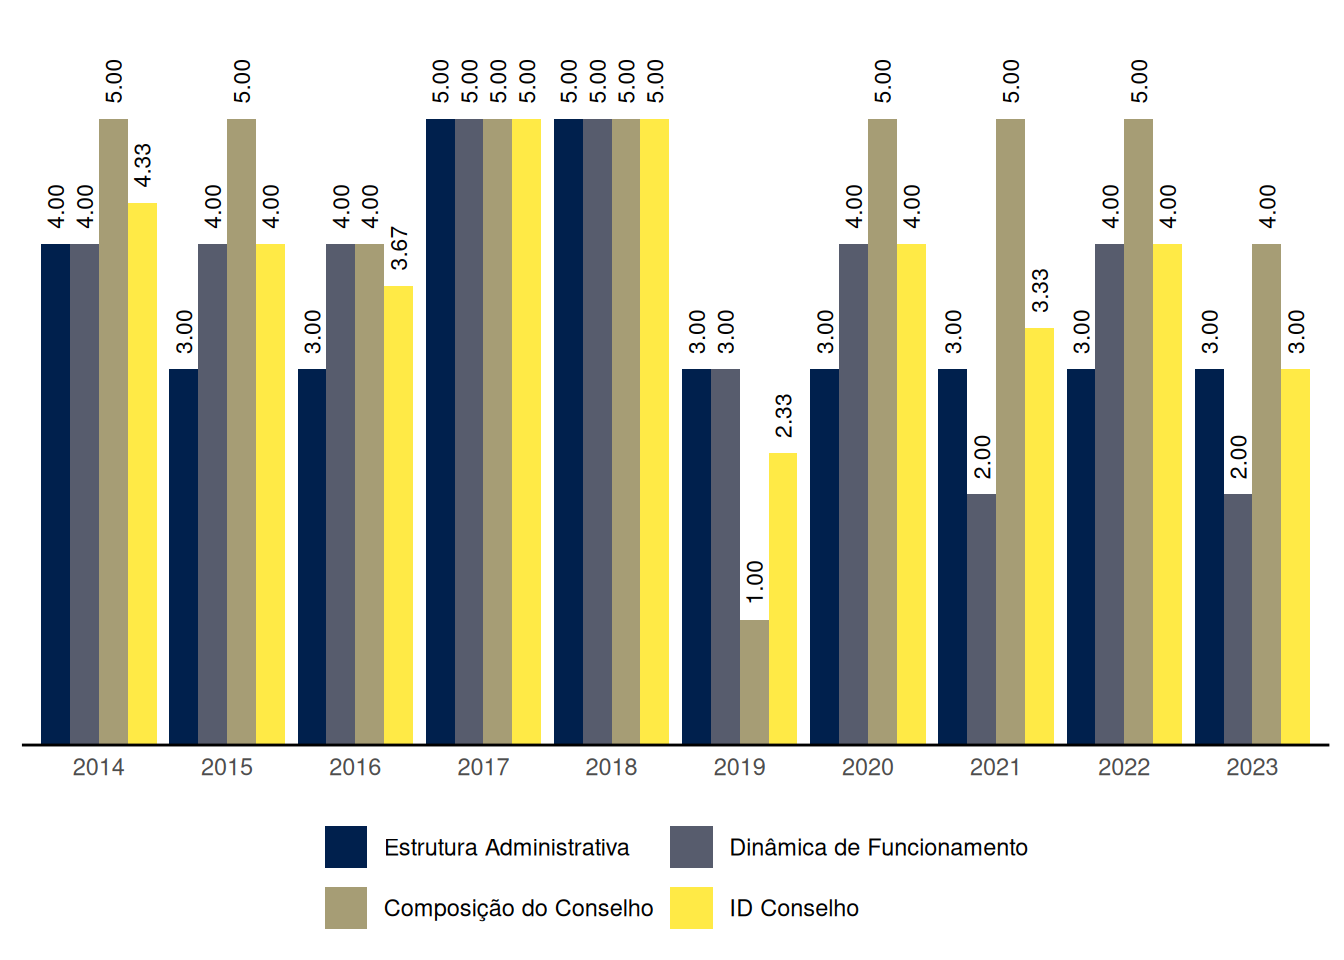 4.00 4.00 5.00 4.33 3.00 4.00 5.00 4.00 3.00 4.00 4.00 3.67 5.00 5.00 5.00 5.00 5.00 5.00 5.00 5.00 3.00 3.00 1.00 2.33 3.00 4.00 5.00 4.00 3.00 2.00 5.00 3.33 3.00 4.00 5.00 4.00 3.00 2.00 4.00 3.00
2014 2015 2016 2017 2018 2019 2020 2021 2022 2023
Estrutura Administrativa Dinâmica de Funcionamento
Composição do Conselho ID Conselho